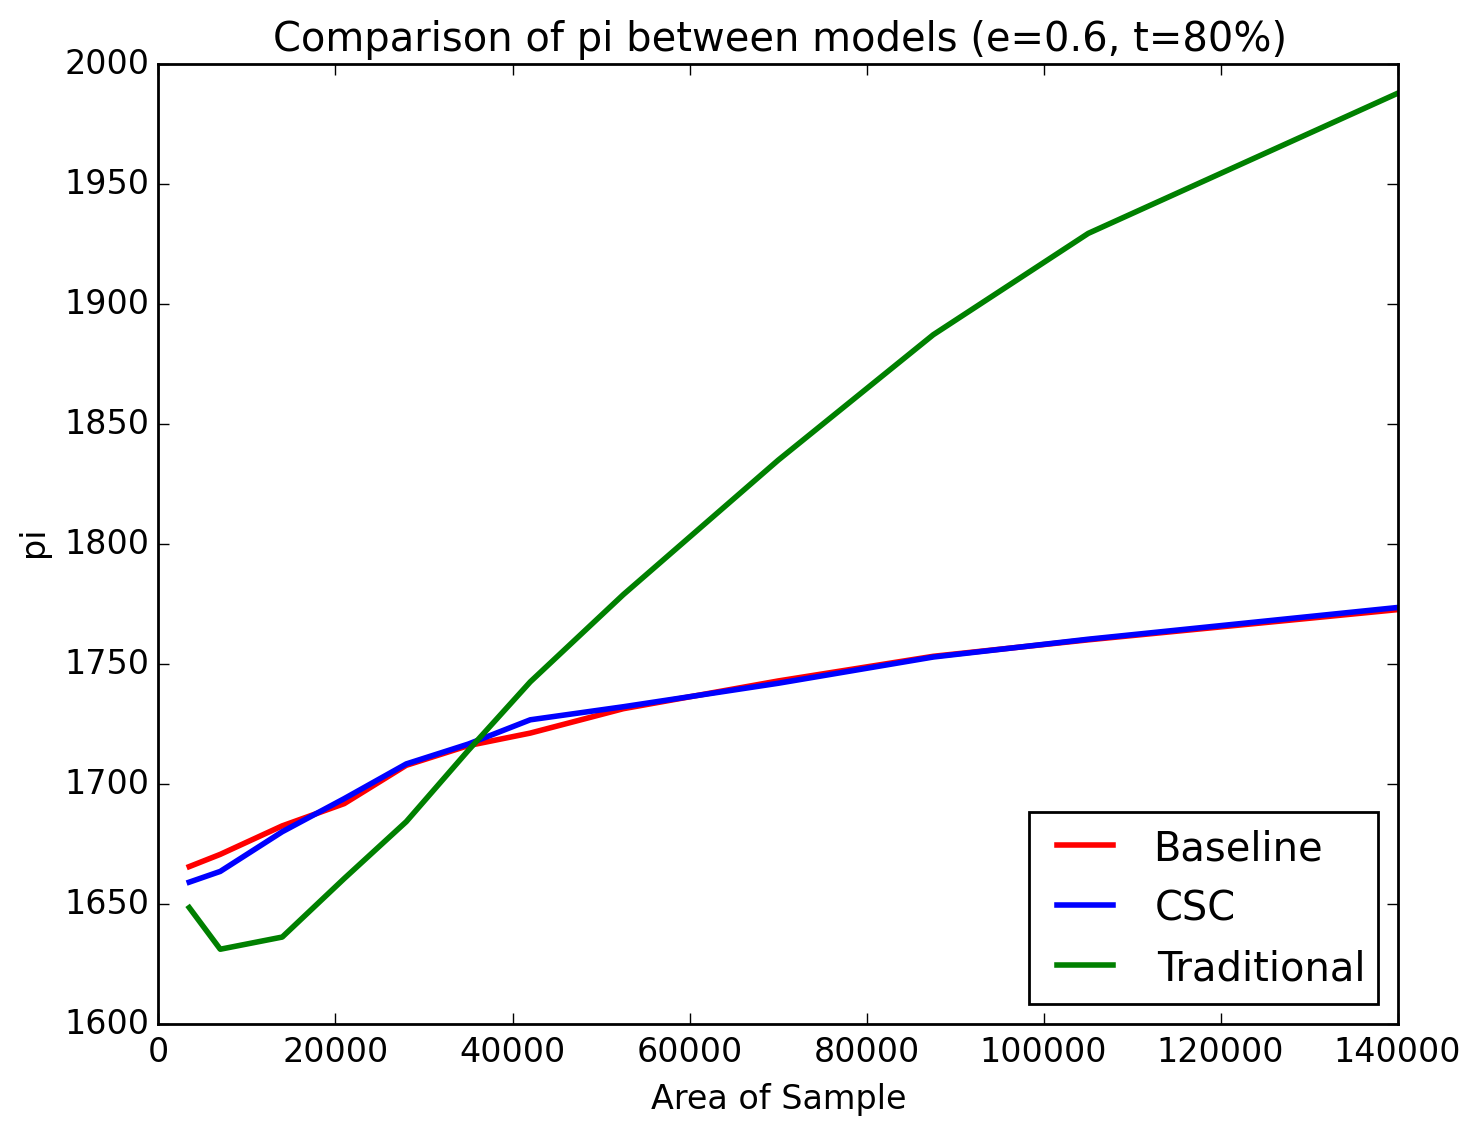 Comparison of pi between models (e=0.6, t=80%)
2000
1950
1900
1850
1800
1750
1700
1650
1600
pi
0 20000 40000 60000 80000 100000 120000 140000
Area of Sample
Baseline
CSC
Traditional